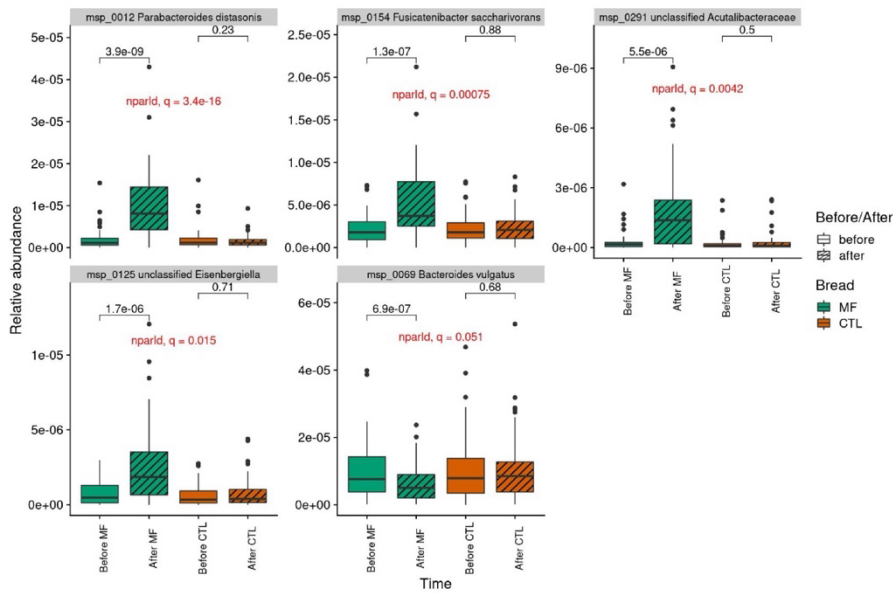 msp_0012 Parabacteroides distasonis
5e-05
4e-05
3e-05
2e-05
1e-05
0e+00
3.9e-09
0.23
nparld, q = 3.4e-16
msp_0154 Fusicatenibacter saccharivorans
2.5e-05
2.0e-05
1.5e-05
1.0e-05
5.0e-06
0.0e+00
1.3e-07
0.88
nparld, q = 0.00075
msp_0291 unclassified Acutalibacteraceae
9e-06
6e-06
3e-06
0e+00
5.5e-06
0.5
nparld, q = 0.0042
Before MF
After MF
Before CTL
After CTL
msp_0125 unclassified Eisenbergiella
1e-05
5e-06
0e+00
1.7e-06
0.71
nparld, q = 0.015
Before MF
After MF
Before CTL
After CTL
msp_0069 Bacteroides vulgatus
6e-05
4e-05
2e-05
0e+00
6.9e-07
0.68
nparld, q = 0.051
Before MF
After MF
Before CTL
After CTL
Relative abundance
Time
Before/After
before
after
Bread
MF
CTL